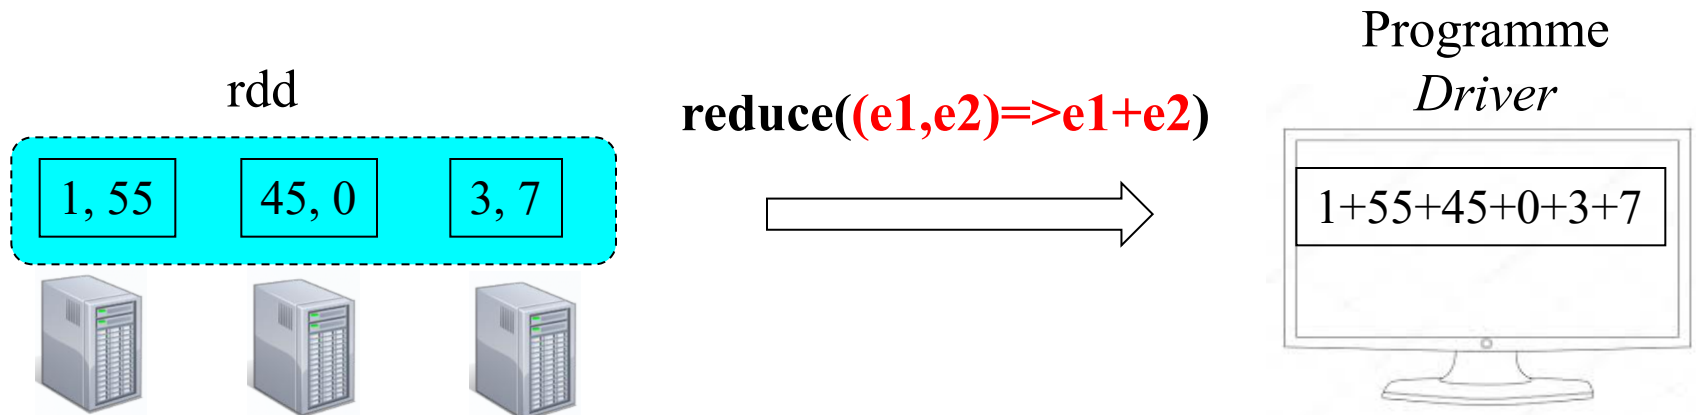 rdd
1, 55
45, 0
3, 7
reduce((e1,e2)=>e1+e2)
Programme
Driver
1+55+45+0+3+7